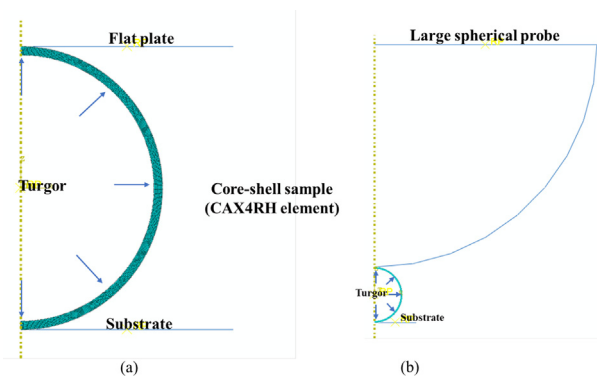 Flat plate
Turgor
Core-shell sample
(CAX4RH element)
Substrate
(a)
Large spherical probe
Turgor
Substrate
(b)